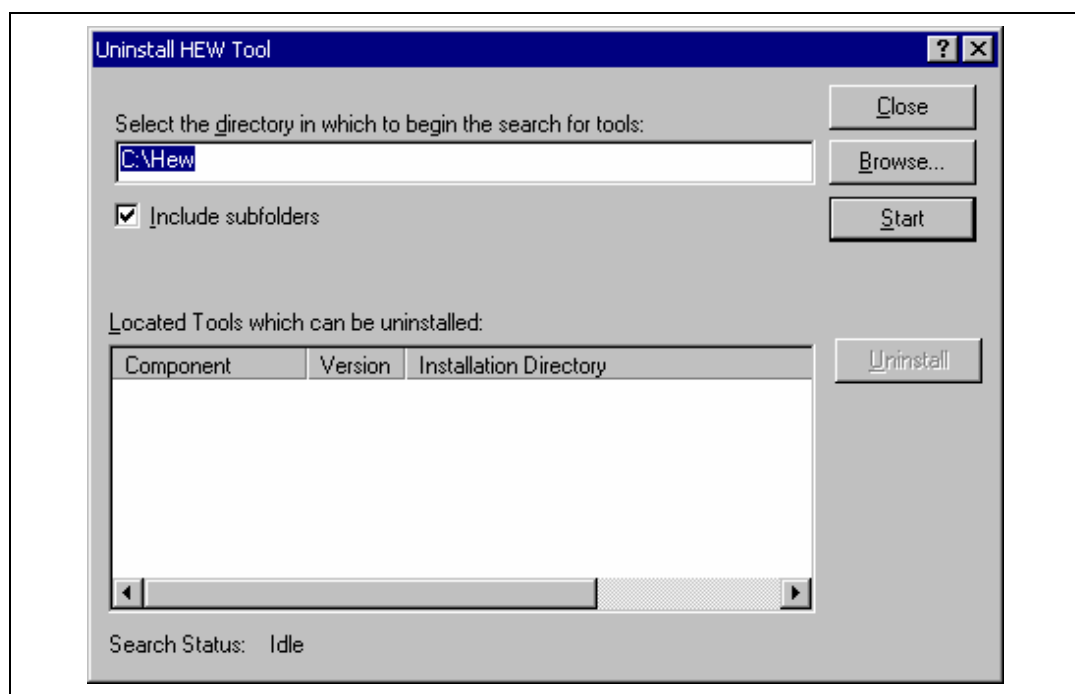 Uninstall HEW Tool
Close
Select the directory in which to begin the search for tools:
C:\Hew
Browse...
Include subfolders
Start
Located Tools which can be uninstalled:
Component Version Installation Directory
Uninstall
Search Status: Idle